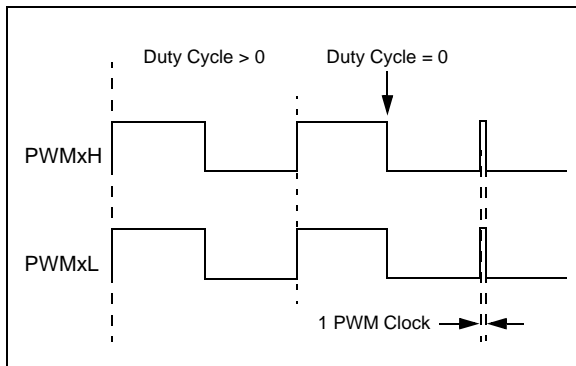 Duty Cycle > 0
Duty Cycle = 0
PWMxH
PWMxL
1 PWM Clock